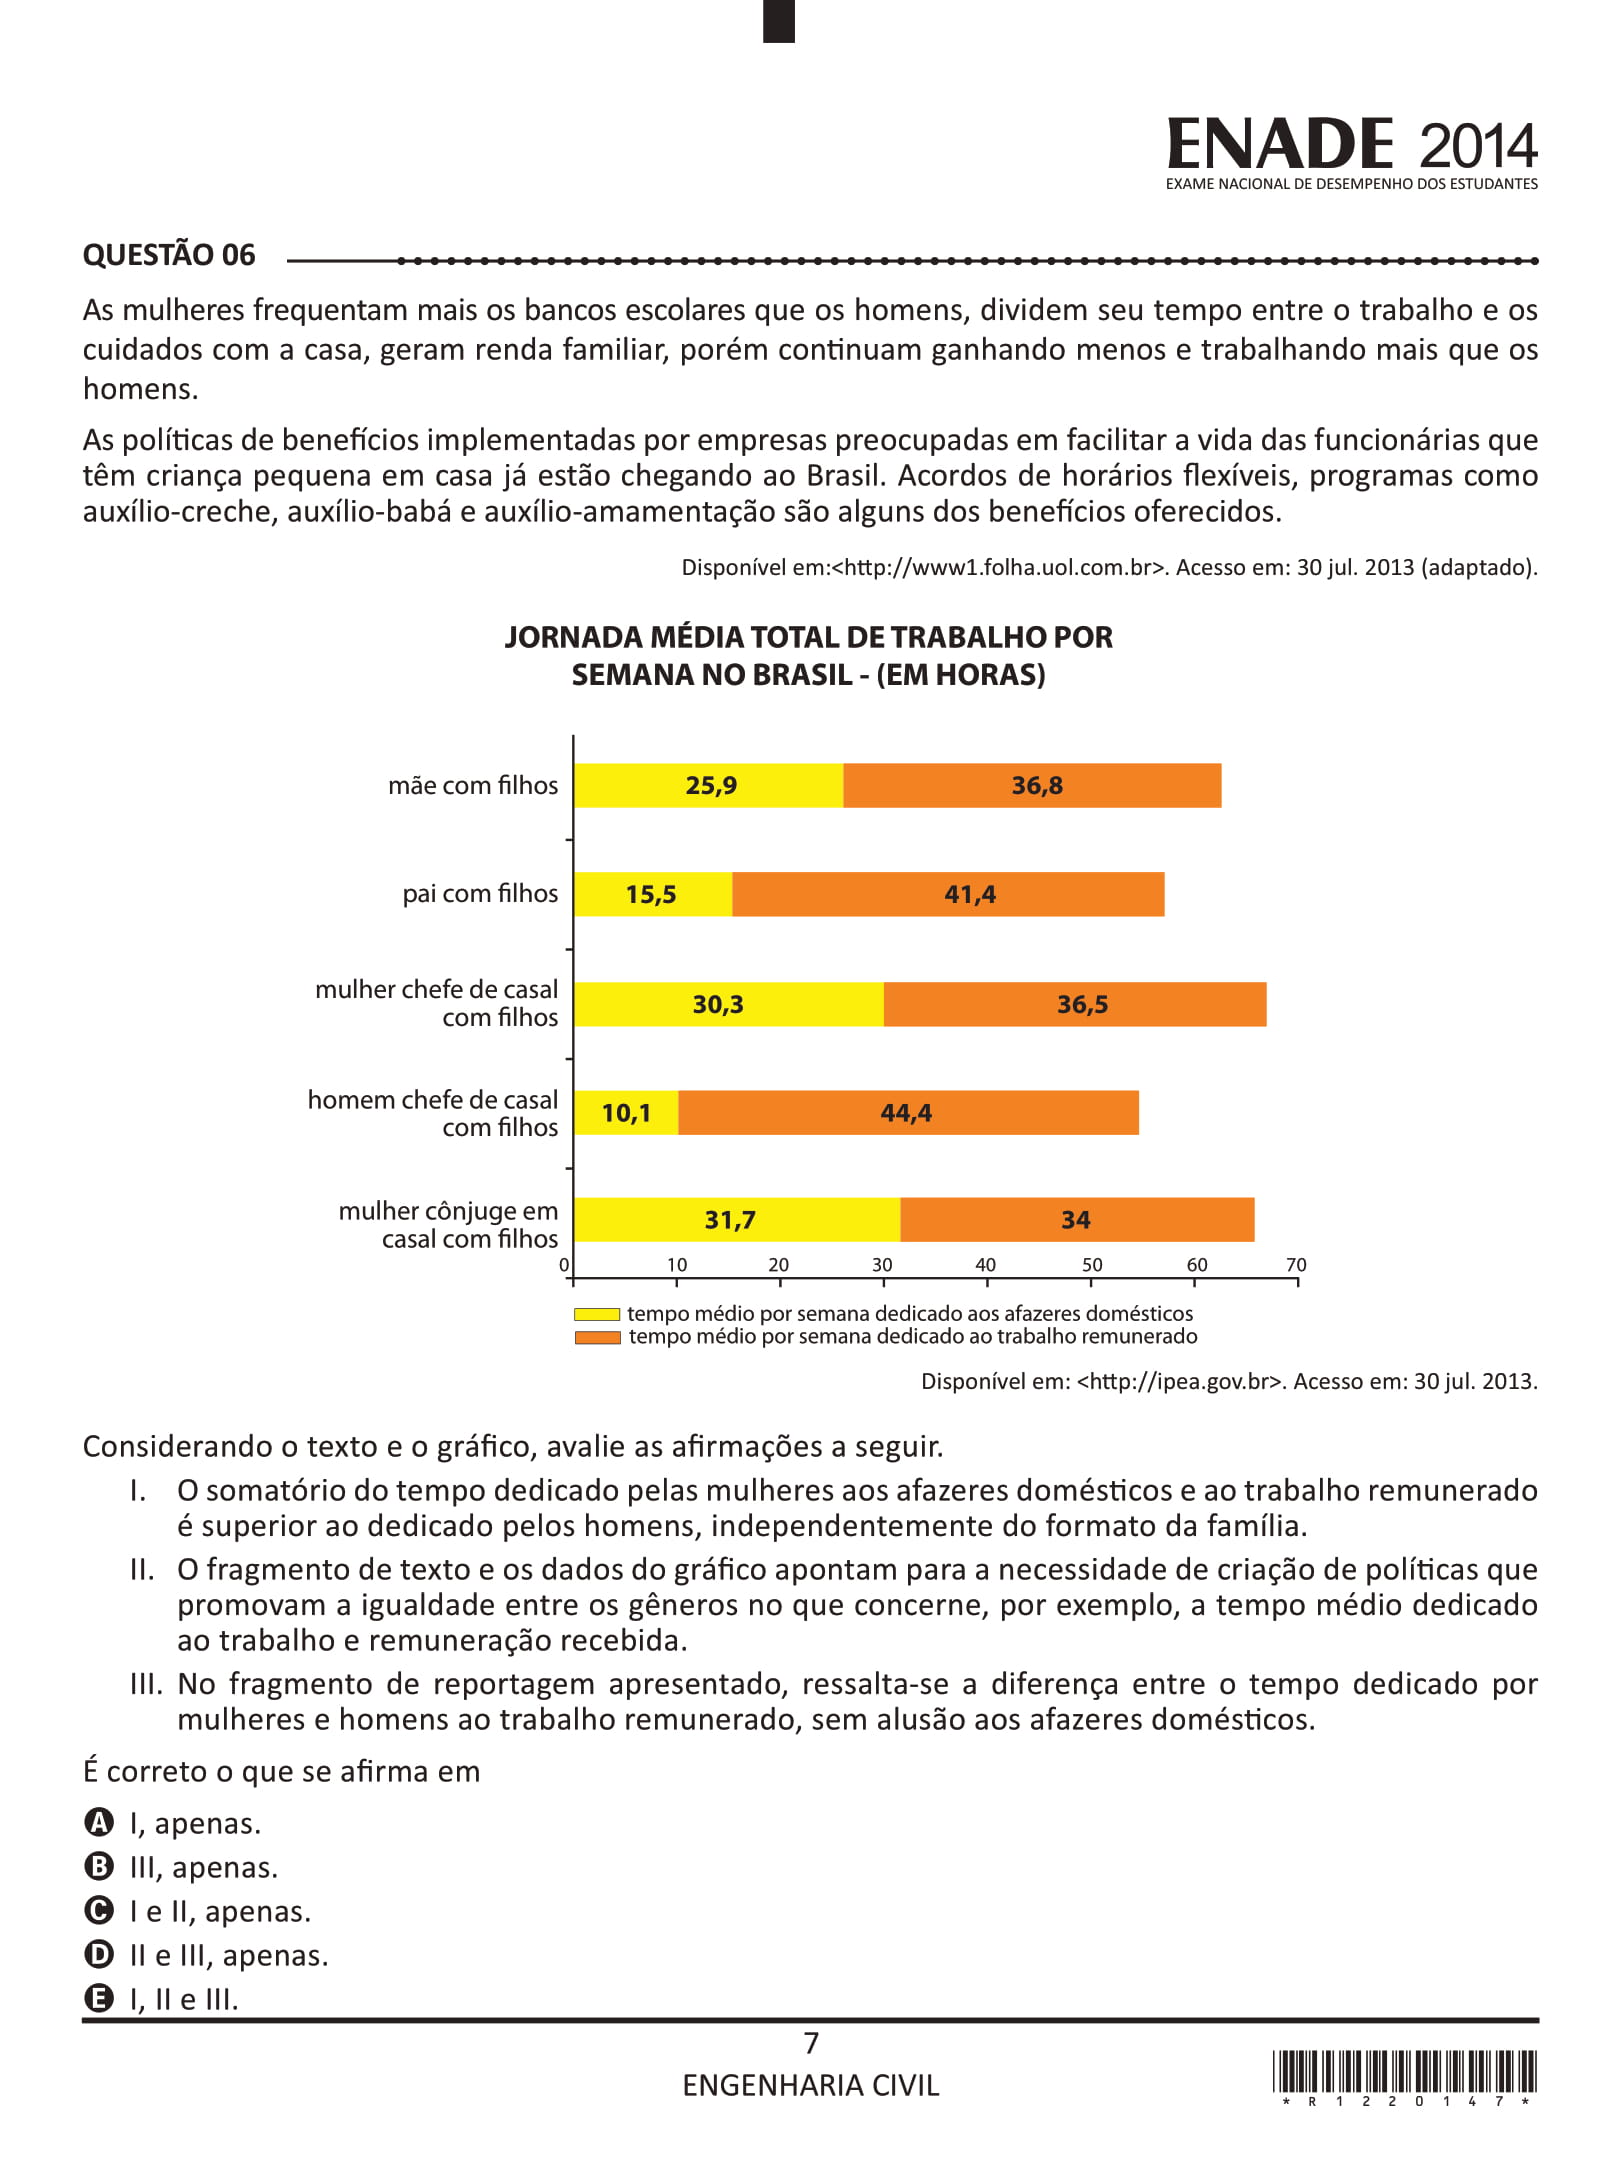 ENADE 2014
EXAME NACIONAL DE DESEMPENHO DOS ESTUDANTES
QUESTÃO 06
As mulheres frequentam mais os bancos escolares que os homens, dividem seu tempo entre o trabalho e os
cuidados com a casa, geram renda familiar, porém continuam ganhando menos e trabalhando mais que os
homens.
As políticas de benefícios implementadas por empresas preocupadas em facilitar a vida das funcionárias que
têm criança pequena em casa já estão chegando ao Brasil. Acordos de horários flexíveis, programas como
auxílio-creche, auxílio-babá e auxílio-amamentação são alguns dos benefícios oferecidos.
Disponível em:<http://www1.folha.uol.com.br>. Acesso em: 30 jul. 2013 (adaptado).
JORNADA MÉDIA TOTAL DE TRABALHO POR
SEMANA NO BRASIL - (EM HORAS)
mãe com filhos 25,9 36,8
pai com filhos 15,5 41,4
mulher chefe de casal
com filhos
30,3 36,5
homem chefe de casal
com filhos
10,1 44,4
mulher cônjuge em
casal com filhos
31,7 34
0 10 20 30 40 50 60 70
tempo médio por semana dedicado aos afazeres domésticos
tempo médio por semana dedicado ao trabalho remunerado
Disponível em: <http://ipea.gov.br>. Acesso em: 30 jul. 2013.
Considerando o texto e o gráfico, avalie as afirmações a seguir.
I. O somatório do tempo dedicado pelas mulheres aos afazeres domésticos e ao trabalho remunerado
é superior ao dedicado pelos homens, independentemente do formato da família.
II. O fragmento de texto e os dados do gráfico apontam para a necessidade de criação de políticas que
promovam a igualdade entre os gêneros no que concerne, por exemplo, a tempo médio dedicado
ao trabalho e remuneração recebida.
III. No fragmento de reportagem apresentado, ressalta-se a diferença entre o tempo dedicado por
mulheres e homens ao trabalho remunerado, sem alusão aos afazeres domésticos.
É correto o que se afirma em
A I, apenas.
B III, apenas.
C I e II, apenas.
D II e III, apenas.
E I, II e III.
7
ENGENHARIA CIVIL
* R 1 2 2 0 1 4 7 *